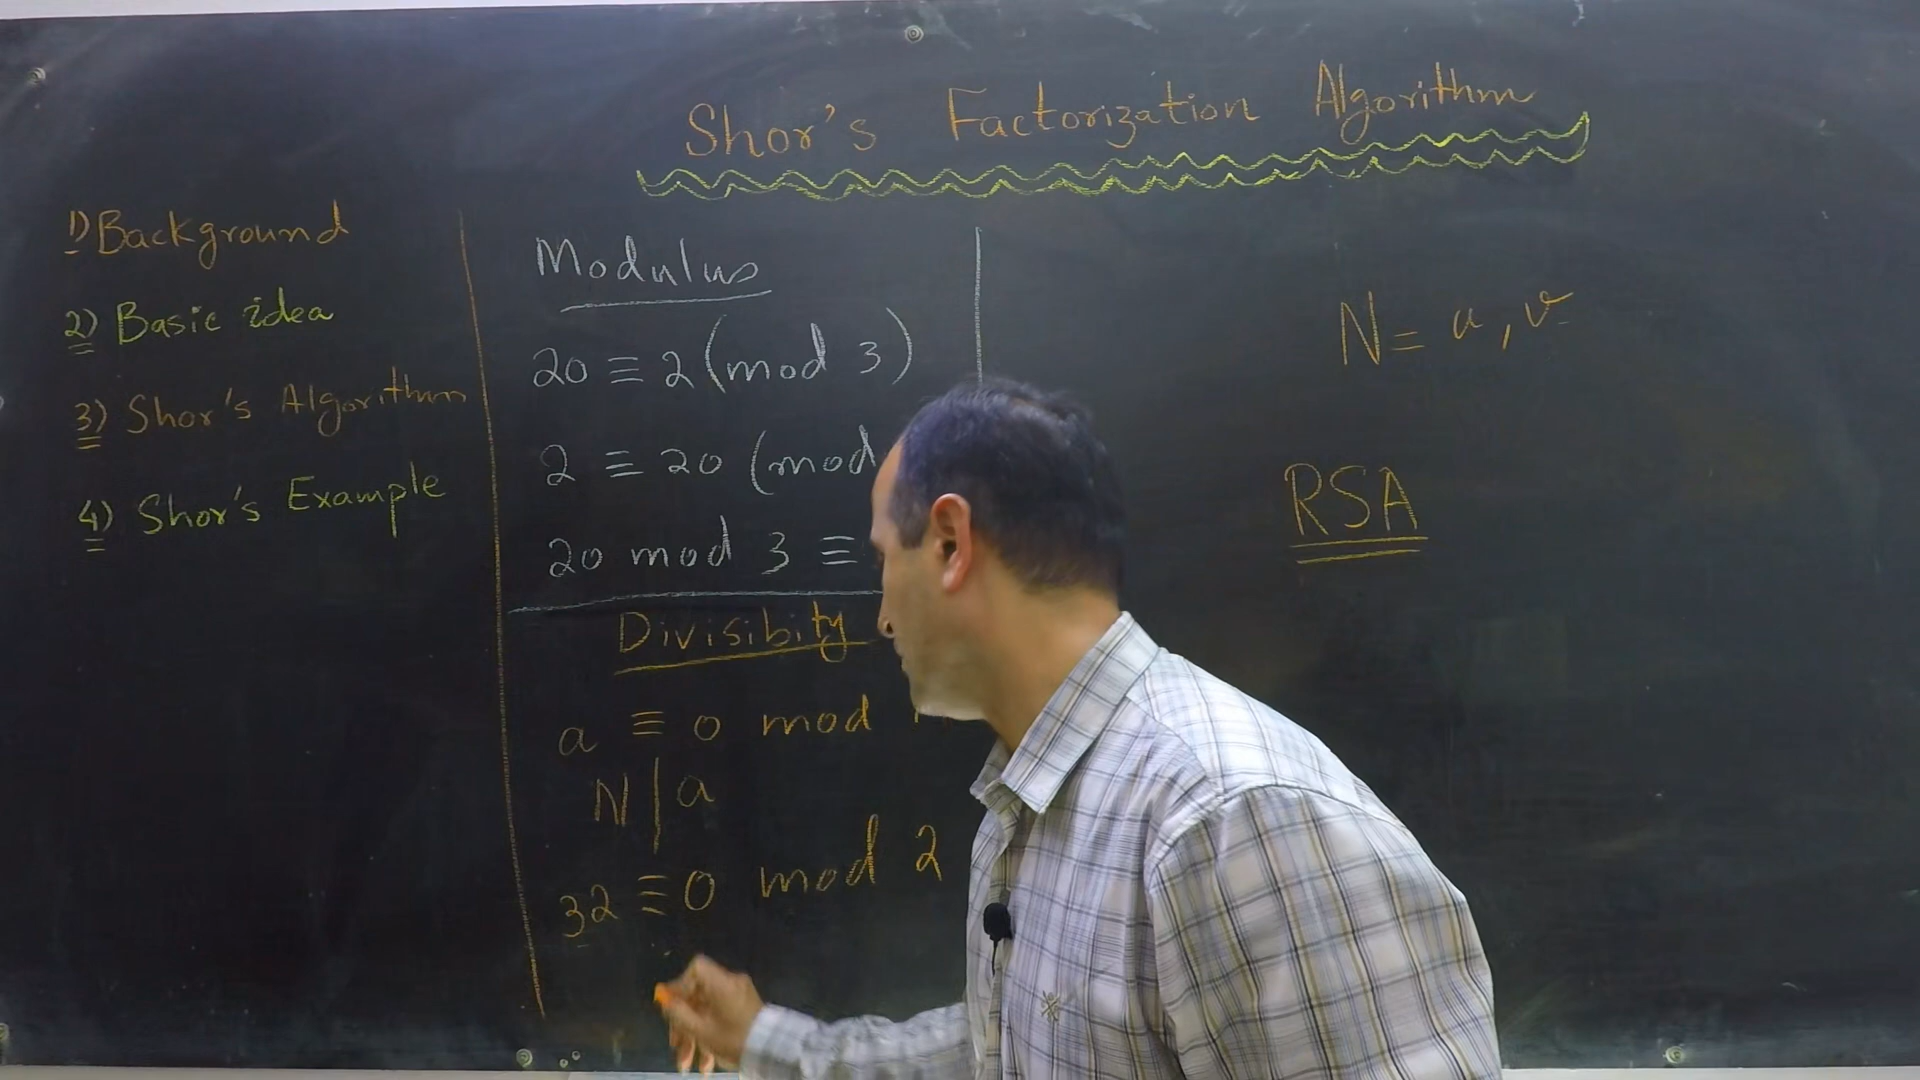 Shor's Factorization Algorithm
1) Background
2) Basic idea
3) Shor's Algorithm
4) Shor's Example
Modulus
20 ≡ 2 (mod 3)
2 ≡ 20 (mod
20 mod 3 ≡
Divisibity
a ≡ 0 mod
N | a
32 ≡ 0 mod 2
N = u , v
RSA